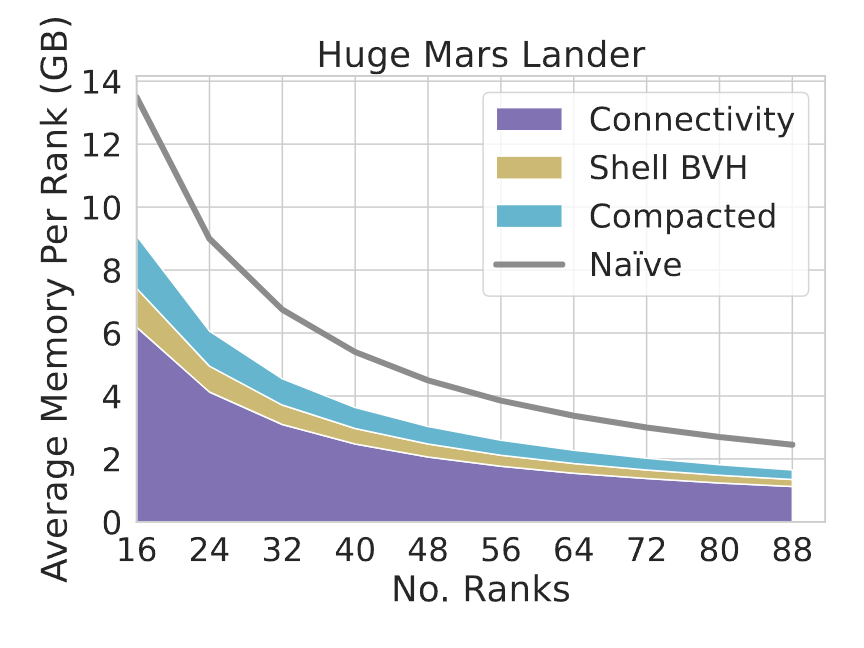 Huge Mars Lander
Average Memory Per Rank (GB)
14
12
10
8
6
4
2
0
Connectivity
Shell BVH
Compacted
Naïve
16 24 32 40 48 56 64 72 80 88
No. Ranks